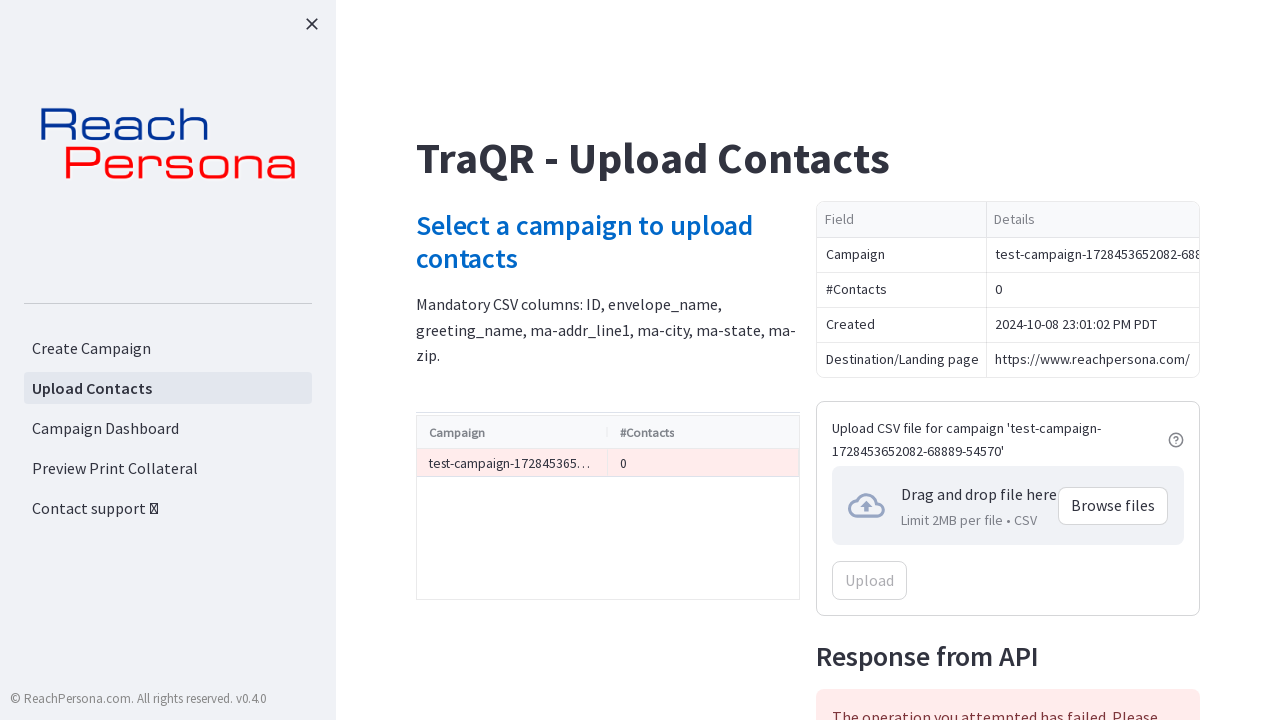 Reach
Persona
Create Campaign
Upload Contacts
Campaign Dashboard
Preview Print Collateral
Contact support
© ReachPersona.com. All rights reserved. v0.4.0
TraQR - Upload Contacts
Select a campaign to upload
contacts
Mandatory CSV columns: ID, envelope_name,
greeting_name, ma-addr_line1, ma-city, ma-state, ma-
zip.
Campaign #Contacts
test-campaign-172845365… 0
Field Details
Campaign test-campaign-1728453652082-688
#Contacts 0
Created 2024-10-08 23:01:02 PM PDT
Destination/Landing page https://www.reachpersona.com/
Upload CSV file for campaign 'test-campaign-
1728453652082-68889-54570'
Drag and drop file here
Limit 2MB per file • CSV
Browse files
Upload
Response from API
The operation you attempted has failed. Please